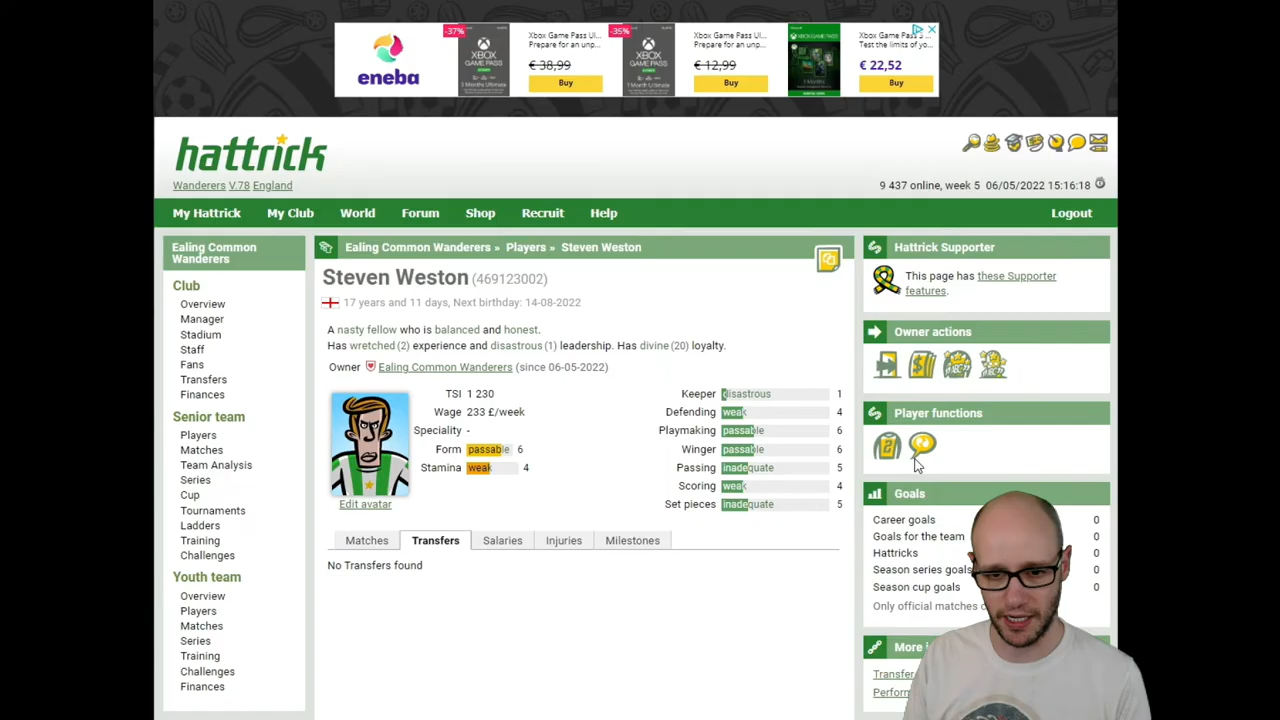 -37%
XBOX GAME PASS
Xbox Game Pass Ul...
Prepare for an unp...
€ 38,99
Buy
-35%
XBOX GAME PASS
Xbox Game Pass Ul...
Prepare for an unp...
€ 12,99
Buy
Xbox Game Pass
Test the limits of yo...
€ 22,52
Buy
eneba
hattrick
Wanderers V.78 England
9 437 online, week 5 06/05/2022 15:16:18
My Hattrick My Club World Forum Shop Recruit Help Logout
Ealing Common
Wanderers
Club
Overview
Manager
Stadium
Staff
Fans
Transfers
Finances
Senior team
Players
Matches
Team Analysis
Series
Cup
Tournaments
Ladders
Training
Challenges
Youth team
Overview
Players
Matches
Series
Training
Challenges
Finances
Ealing Common Wanderers » Players » Steven Weston
Steven Weston (469123002)
17 years and 11 days, Next birthday: 14-08-2022
A nasty fellow who is balanced and honest.
Has wretched (2) experience and disastrous (1) leadership. Has divine (20) loyalty.
Owner Ealing Common Wanderers (since 06-05-2022)
TSI 1 230
Wage 233 £/week
Speciality -
Form passable 6
Stamina weak 4
Edit avatar
Keeper disastrous 1
Defending weak 4
Playmaking passable 6
Winger passable 6
Passing inadequate 5
Scoring weak 4
Set pieces inadequate 5
Matches Transfers Salaries Injuries Milestones
No Transfers found
Hattrick Supporter
This page has these Supporter
features.
Owner actions
Player functions
Goals
Career goals 0
Goals for the team 0
Hattricks 0
Season series goals 0
Season cup goals 0
Only official matches
More
Transfer
Perfor